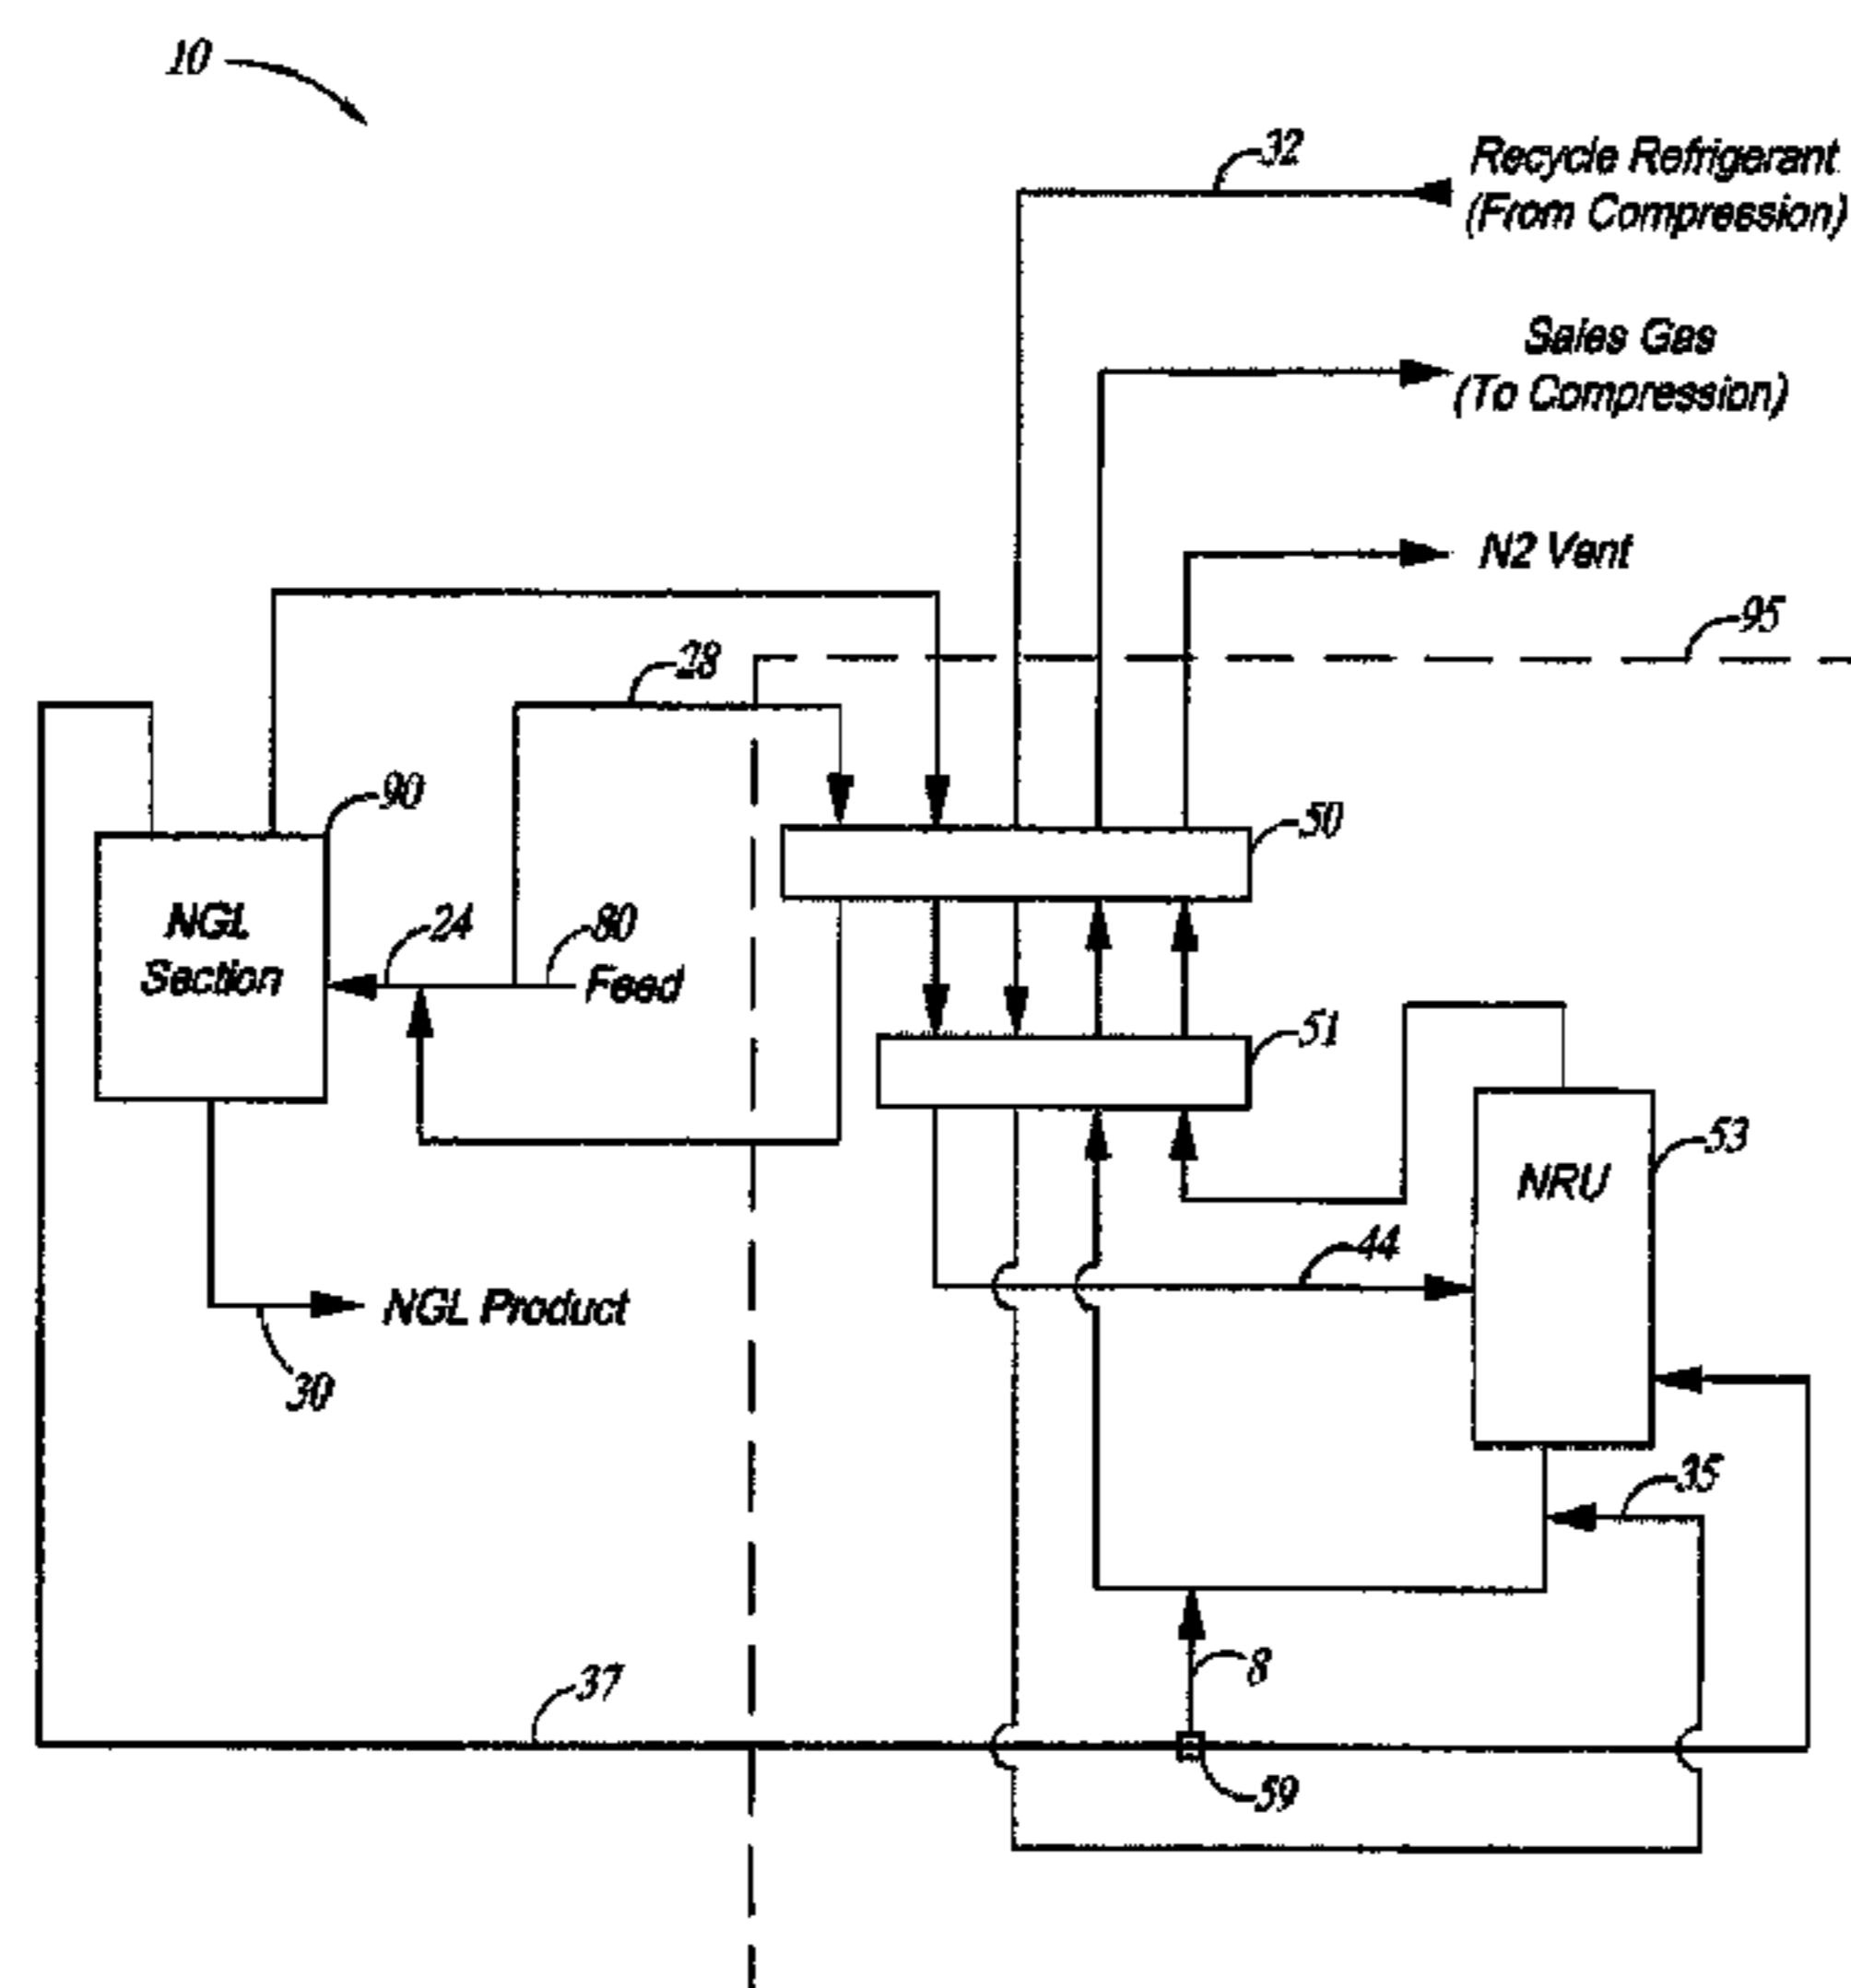 10
32
Recycle Refrigerant
(From Compression)
Sales Gas
(To Compression)
N2 Vent
95
28
90
50
NGL
Section
24
80
Feed
51
53
NRU
44
NGL Product
30
35
8
37
59